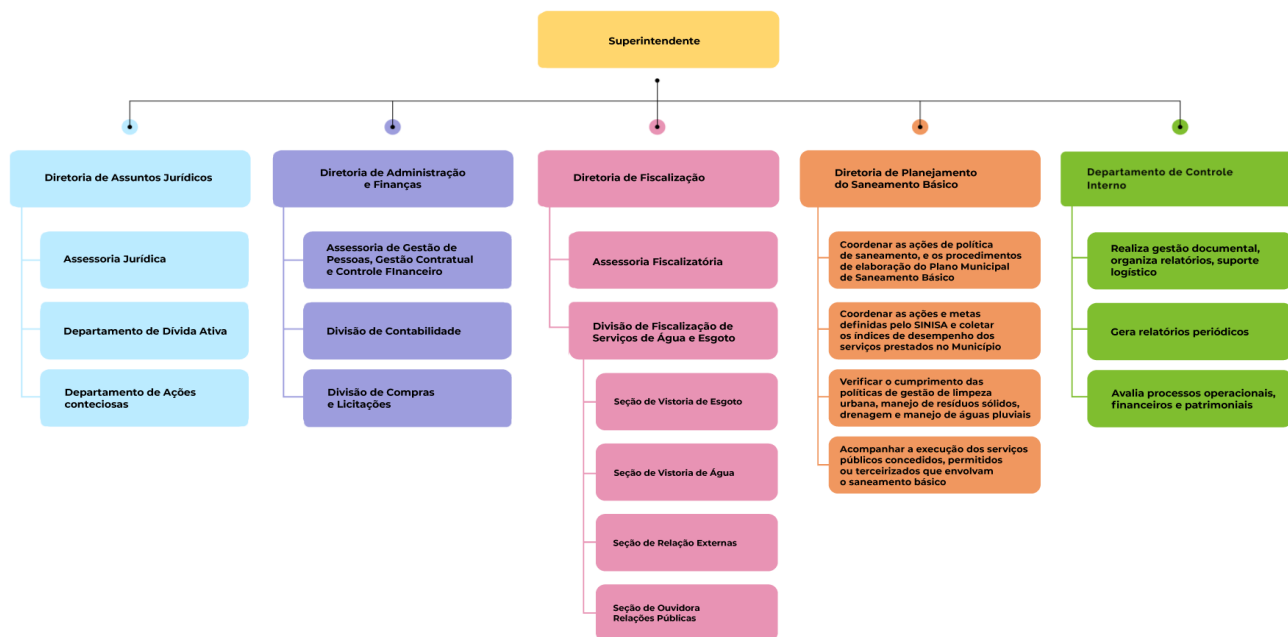 Superintendente
Diretoria de Assuntos Jurídicos
Assessoria Jurídica
Departamento de Dívida Ativa
Departamento de Ações
conteciosas
Diretoria de Administração
e Finanças
Assessoria de Gestão de
Pessoas, Gestão Contratual
e Controle FInanceiro
Divisão de Contabilidade
Divisão de Compras
e Licitações
Diretoria de Fiscalização
Assessoria Fiscalizatória
Divisão de Fiscalização de
Serviços de Água e Esgoto
Seção de Vistoria de Esgoto
Seção de Vistoria de Água
Seção de Relação Externas
Seção de Ouvidora
Relações Públicas
Diretoria de Planejamento
do Saneamento Básico
Coordenar as ações de política
de saneamento, e os procedimentos
de elaboração do Plano Municipal
de Saneamento Básico
Coordenar as ações e metas
definidas pelo SINISA e coletar
os índices de desempenho dos
serviços prestados no Município
Verificar o cumprimento das
políticas de gestão de limpeza
urbana, manejo de resíduos sólidos,
drenagem e manejo de águas pluviais
Acompanhar a execução dos serviços
públicos concedidos, permitidos
ou terceirizados que envolvam
o saneamento básico
Departamento de Controle
Interno
Realiza gestão documental,
organiza relatórios, suporte
logístico
Gera relatórios periódicos
Avalia processos operacionais,
financeiros e patrimoniais